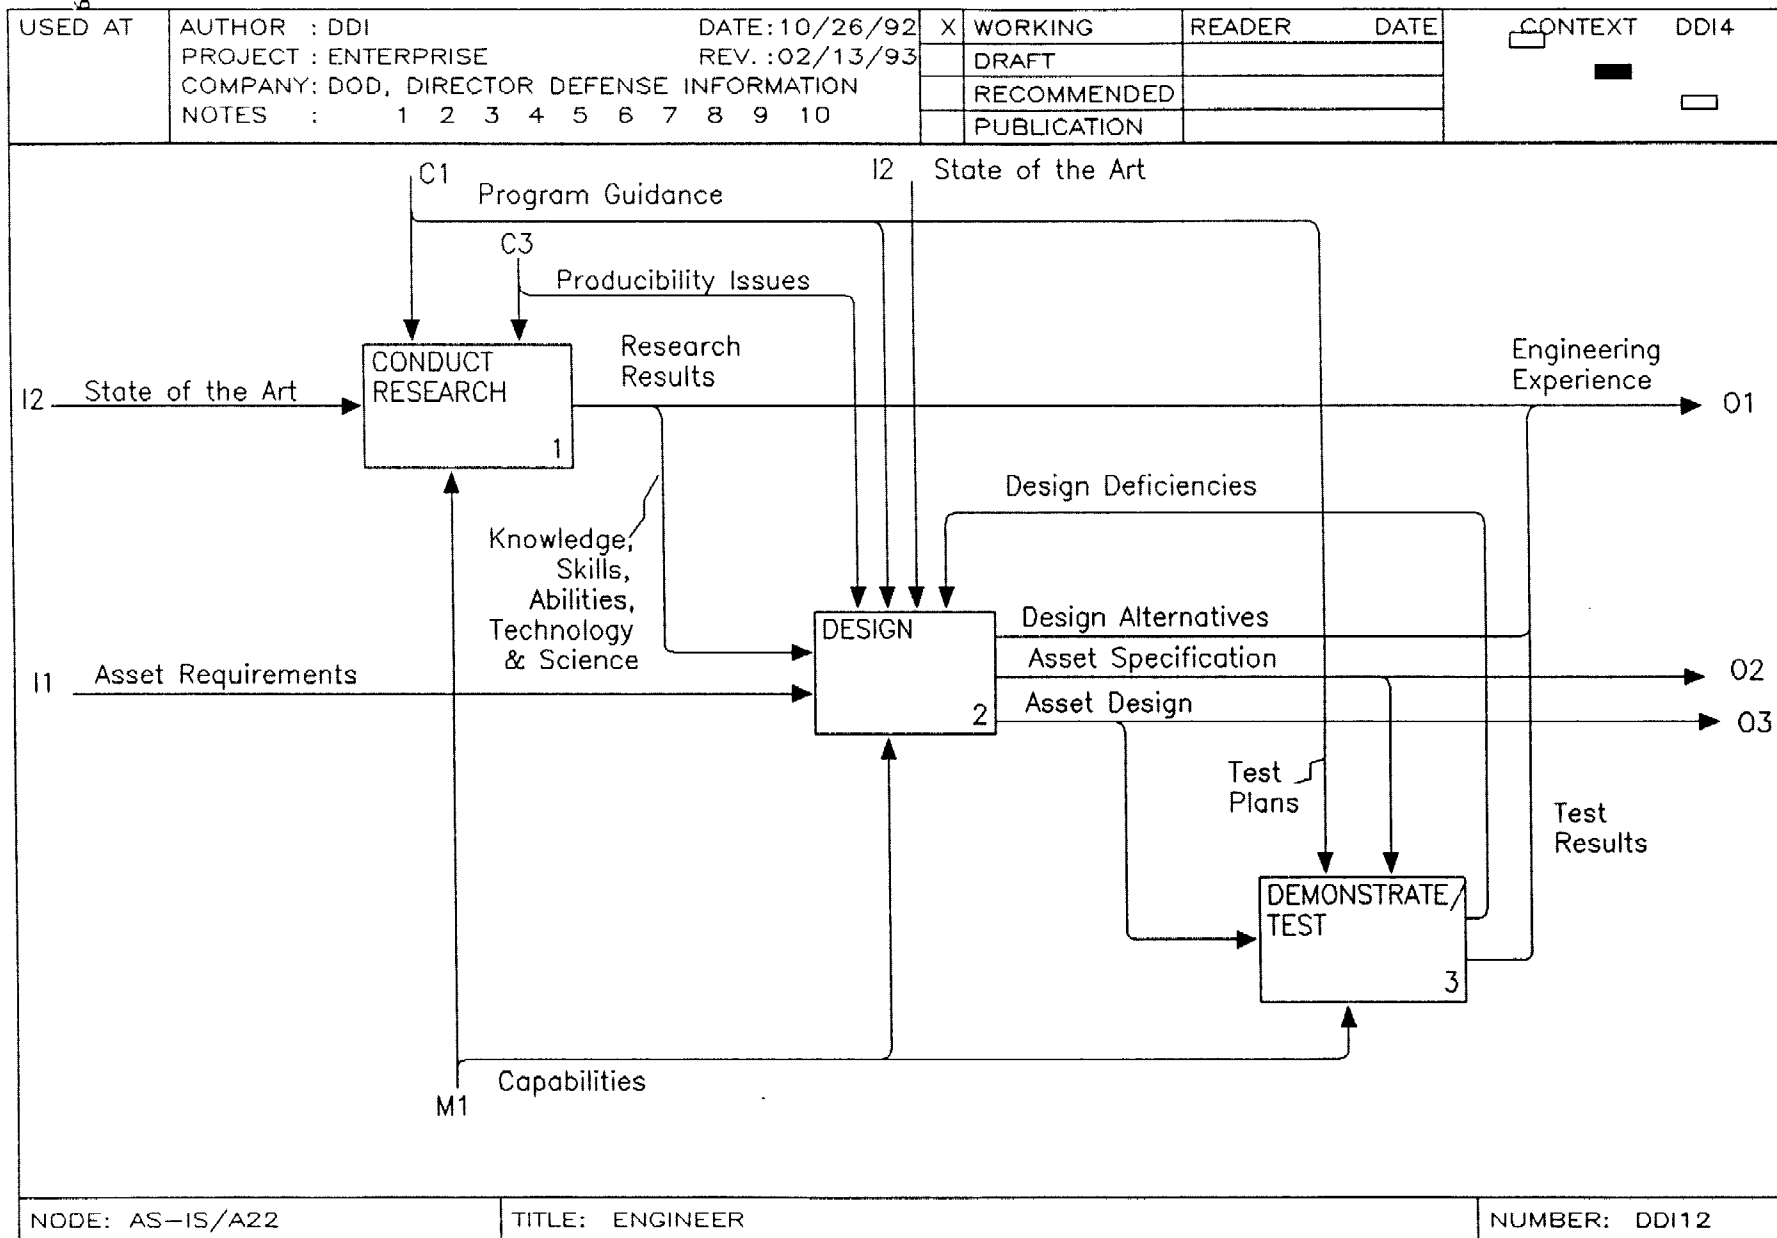 USED AT
AUTHOR : DDI
DATE: 10/26/92
PROJECT : ENTERPRISE
REV. : 02/13/93
COMPANY: DOD, DIRECTOR DEFENSE INFORMATION
NOTES : 1 2 3 4 5 6 7 8 9 10
X WORKING
DRAFT
RECOMMENDED
PUBLICATION
READER DATE
CONTEXT DDI4
C1
Program Guidance
I2 State of the Art
C3
Producibility Issues
CONDUCT
RESEARCH
1
Research
Results
Engineering
Experience
I2 State of the Art
O1
Design Deficiencies
Knowledge,
Skills,
Abilities,
Technology
& Science
DESIGN
2
Design Alternatives
Asset Specification
O2
I1 Asset Requirements
Asset Design
O3
Test
Plans
Test
Results
DEMONSTRATE/
TEST
3
Capabilities
M1
NODE: AS-IS/A22
TITLE: ENGINEER
NUMBER: DDI12